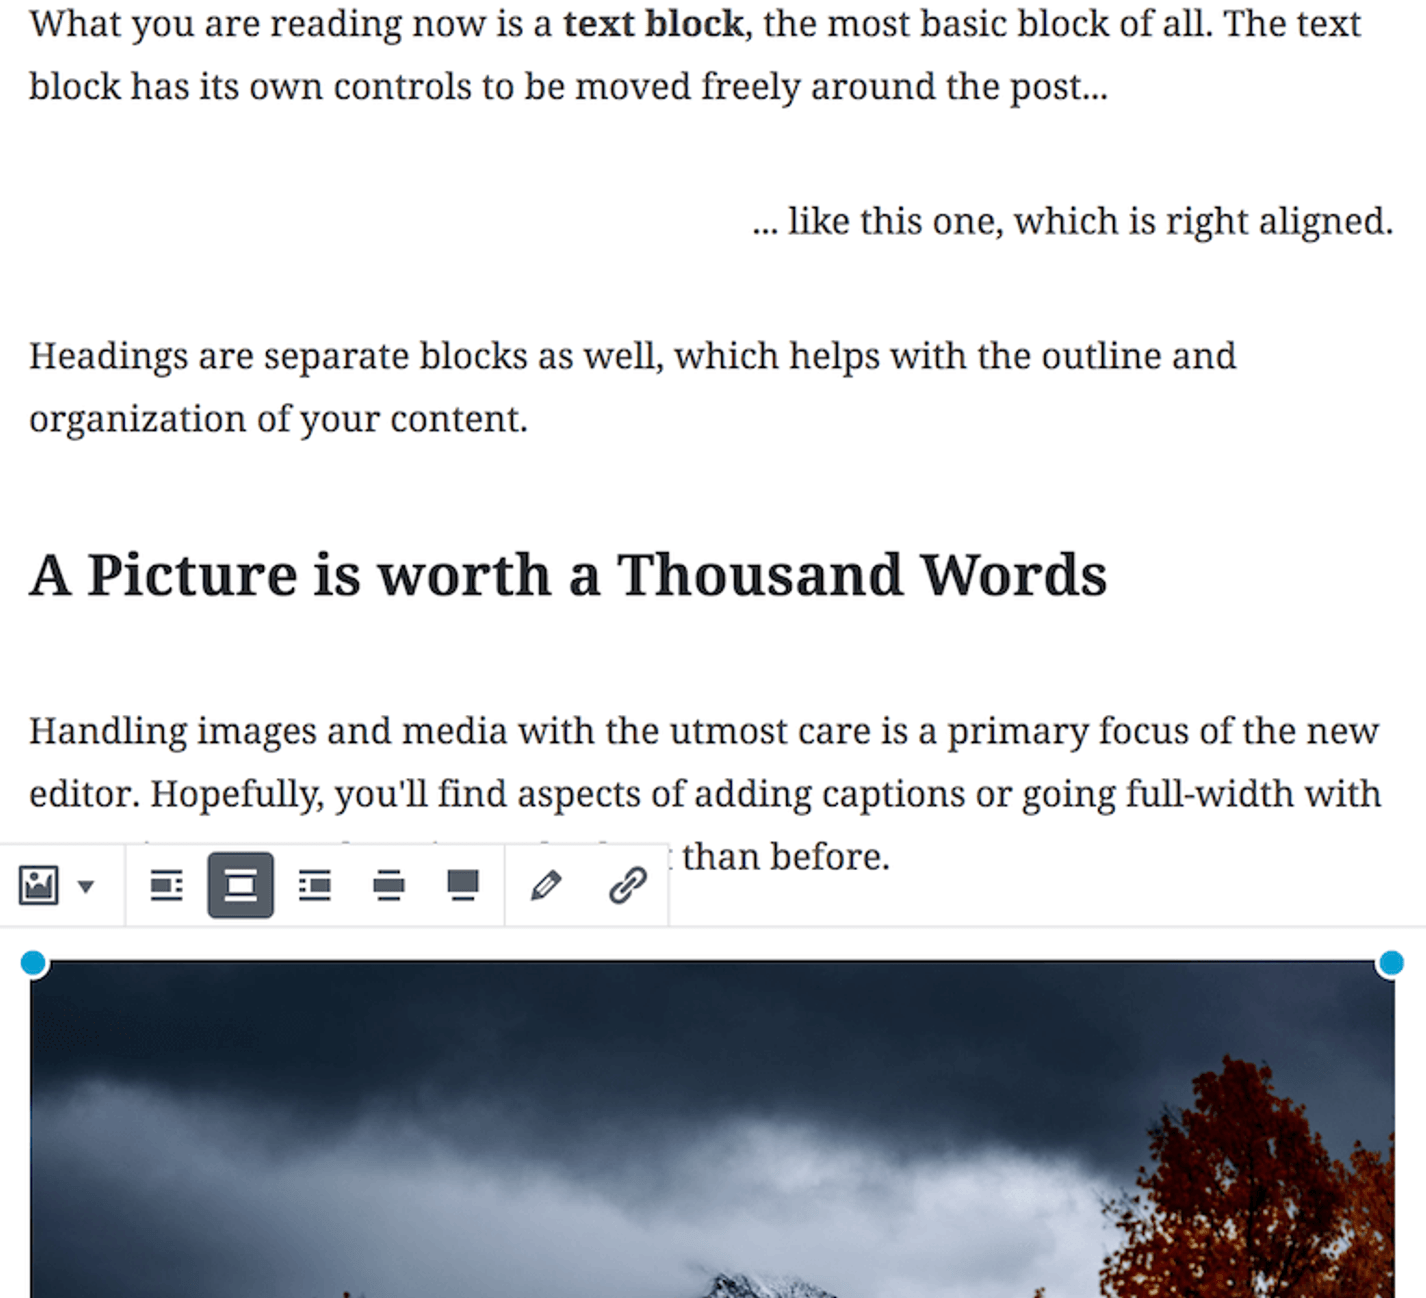 What you are reading now is a text block, the most basic block of all. The text
block has its own controls to be moved freely around the post...
... like this one, which is right aligned.
Headings are separate blocks as well, which helps with the outline and
organization of your content.
A Picture is worth a Thousand Words
Handling images and media with the utmost care is a primary focus of the new
editor. Hopefully, you'll find aspects of adding captions or going full-width with
than before.